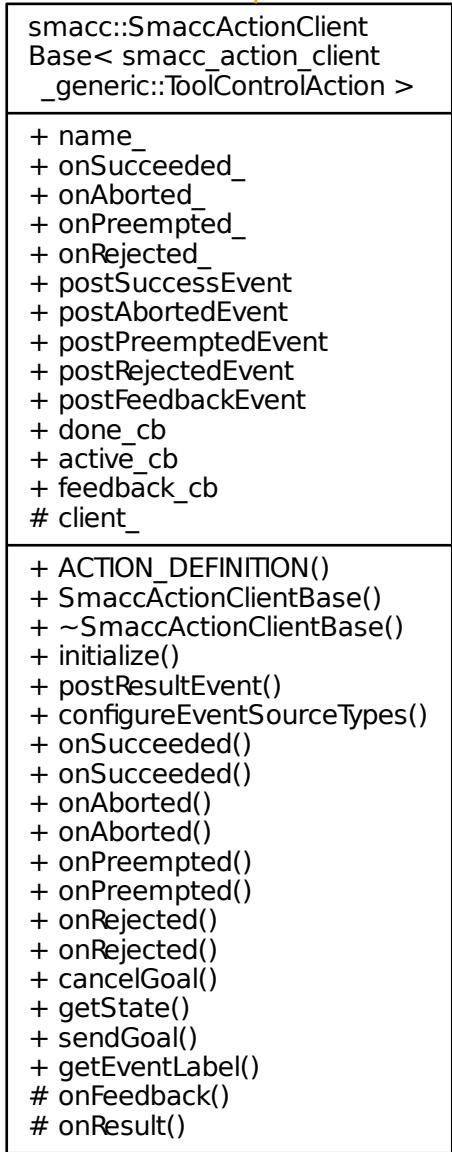 smacc::SmaccActionClient
Base< smacc_action_client
_generic::ToolControlAction >
+ name_
+ onSucceeded_
+ onAborted_
+ onPreempted_
+ onRejected_
+ postSuccessEvent
+ postAbortedEvent
+ postPreemptedEvent
+ postRejectedEvent
+ postFeedbackEvent
+ done_cb
+ active_cb
+ feedback_cb
# client_
+ ACTION_DEFINITION()
+ SmaccActionClientBase()
+ ~SmaccActionClientBase()
+ initialize()
+ postResultEvent()
+ configureEventSourceTypes()
+ onSucceeded()
+ onSucceeded()
+ onAborted()
+ onAborted()
+ onPreempted()
+ onPreempted()
+ onRejected()
+ onRejected()
+ cancelGoal()
+ getState()
+ sendGoal()
+ getEventLabel()
# onFeedback()
# onResult()